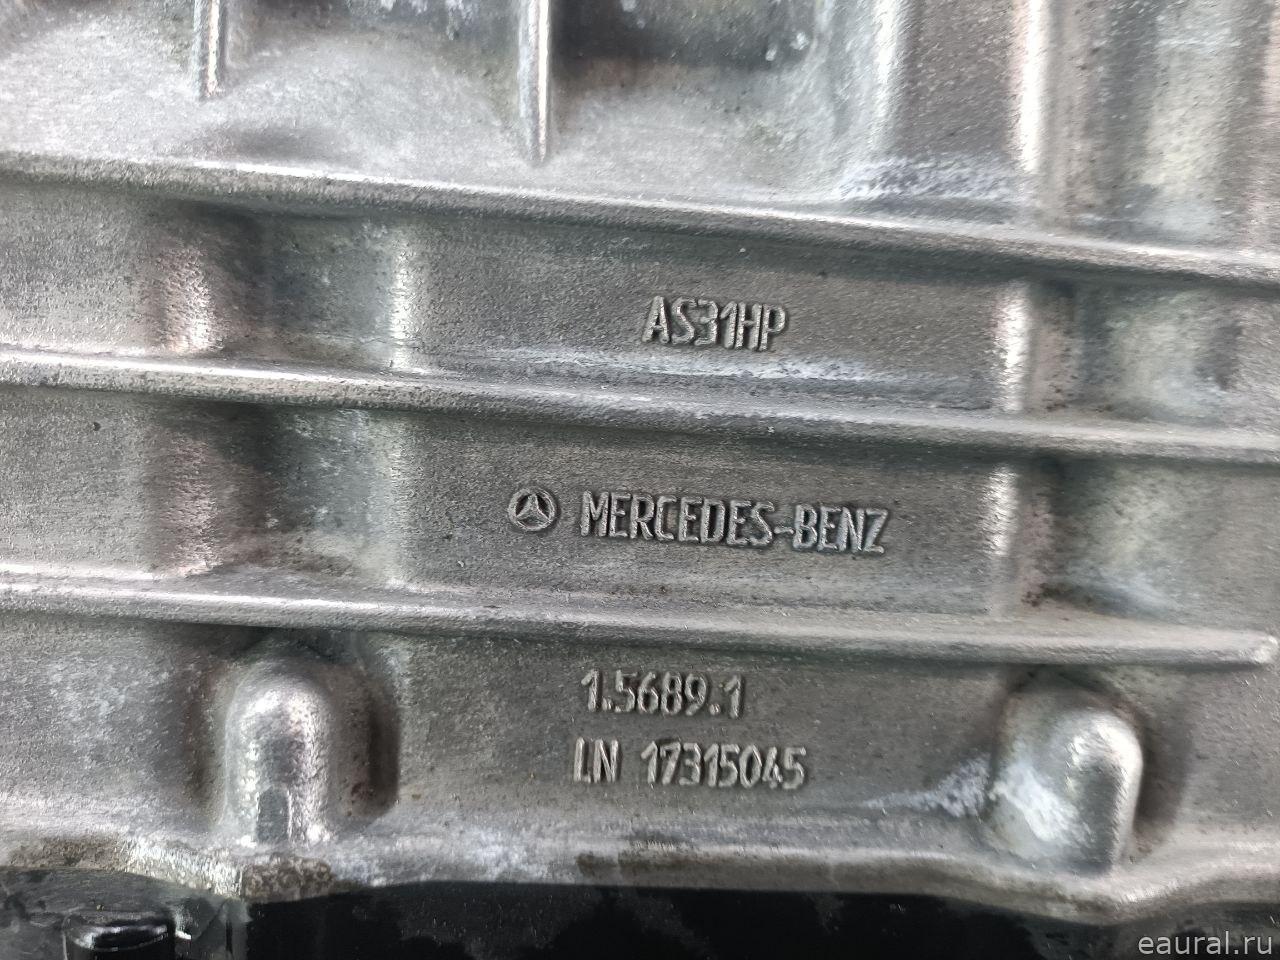 AS31HP
MERCEDES-BENZ
1.5689.1
LN 17315045
eaural.ru